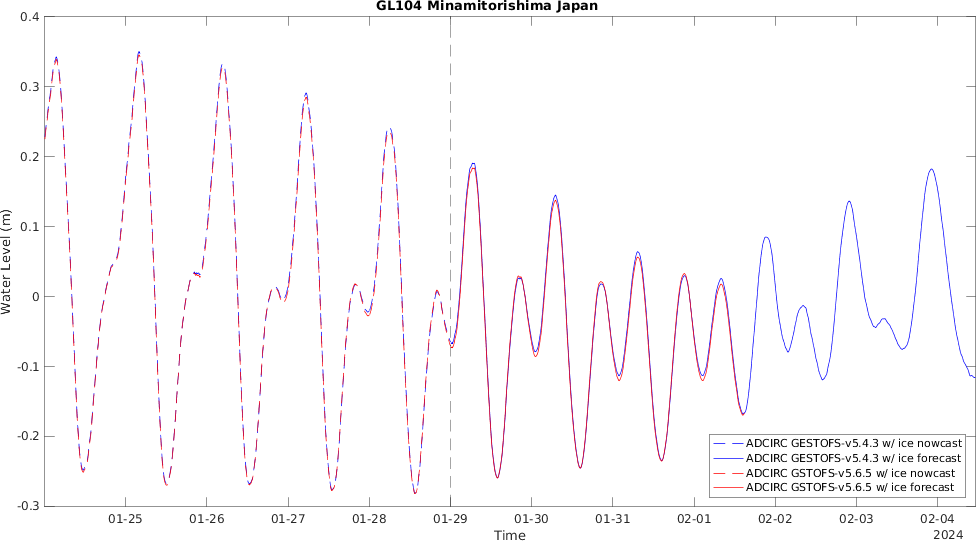 GL104 Minamitorishima Japan
0.4
0.3
0.2
0.1
0
-0.1
-0.2
-0.3
Water Level (m)
ADCIRC GESTOFS-v5.4.3 w/ ice nowcast
ADCIRC GESTOFS-v5.4.3 w/ ice forecast
ADCIRC GSTOFS-v5.6.5 w/ ice nowcast
ADCIRC GSTOFS-v5.6.5 w/ ice forecast
01-25 01-26 01-27 01-28 01-29 01-30 01-31 02-01 02-02 02-03 02-04
Time
2024